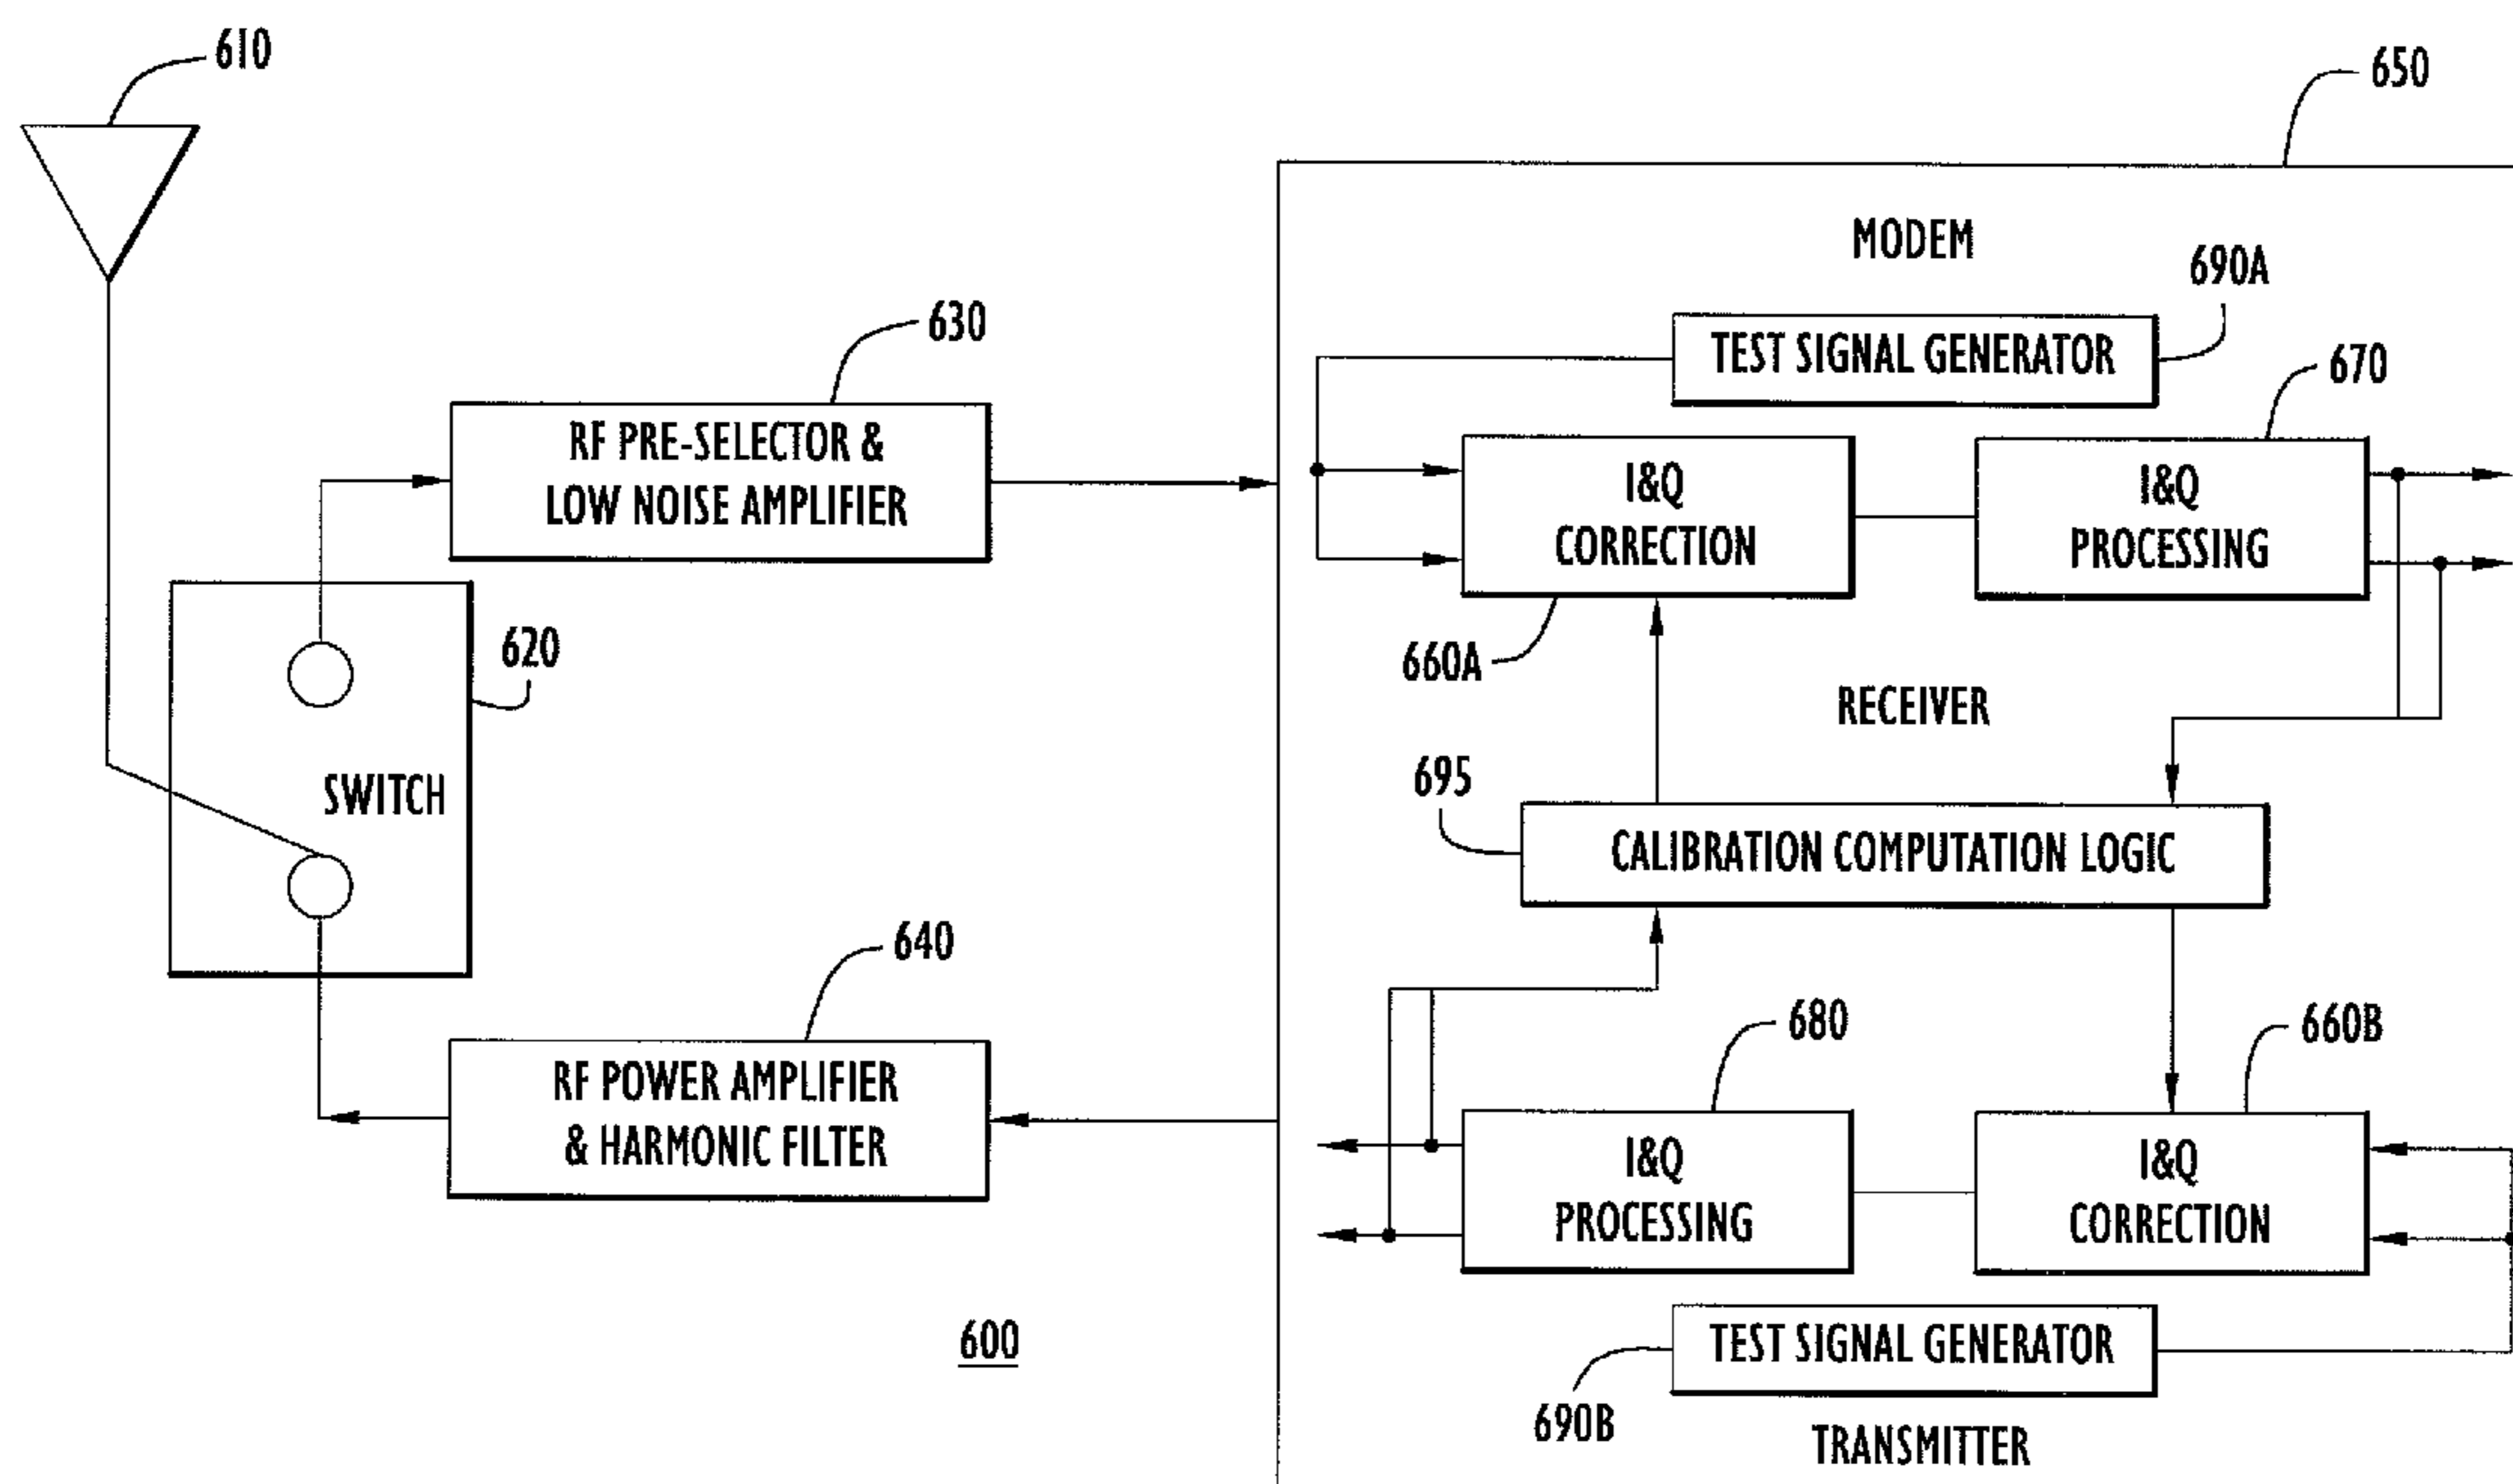 610
650
MODEM
690A
TEST SIGNAL GENERATOR
630
670
RF PRE-SELECTOR &
LOW NOISE AMPLIFIER
I&Q
CORRECTION
I&Q
PROCESSING
620
660A
RECEIVER
SWITCH
695
CALIBRATION COMPUTATION LOGIC
640
680
660B
RF POWER AMPLIFIER
& HARMONIC FILTER
I&Q
PROCESSING
I&Q
CORRECTION
600
TEST SIGNAL GENERATOR
690B
TRANSMITTER